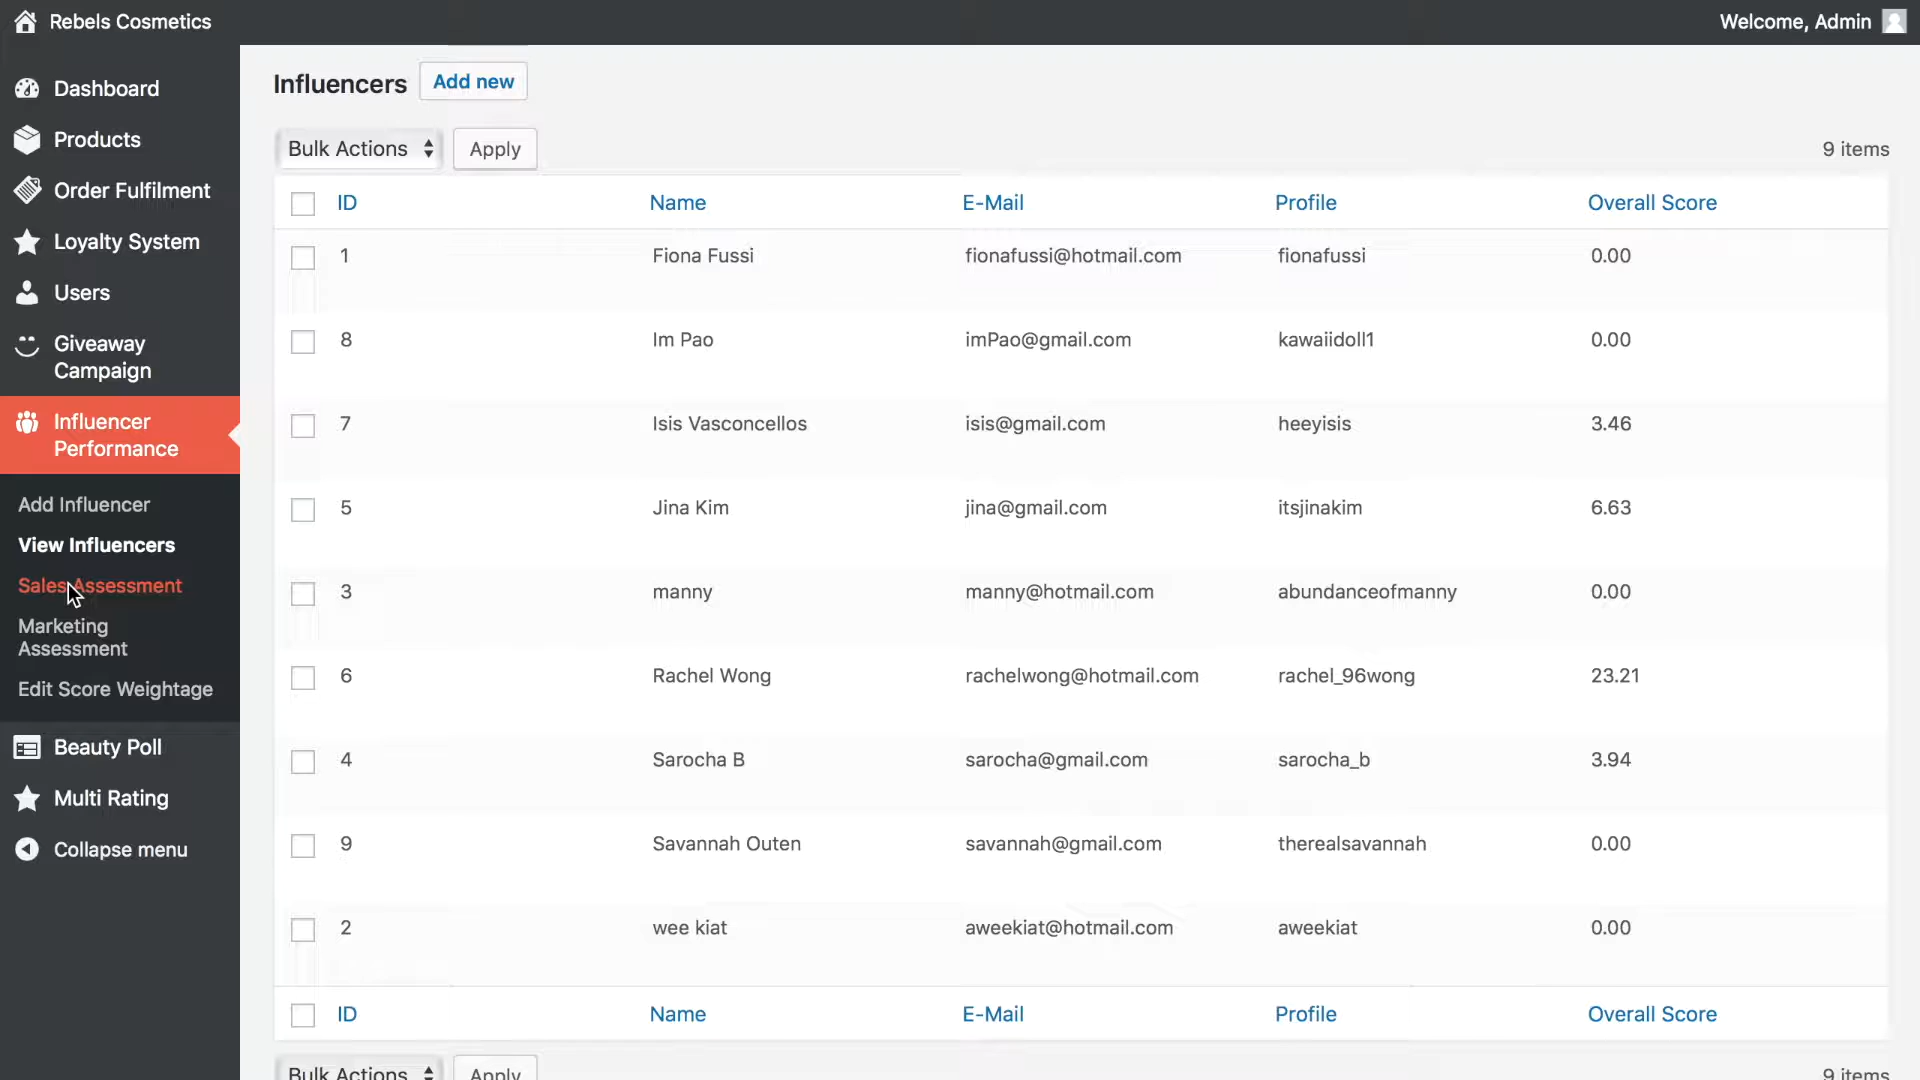 Rebels Cosmetics
Welcome, Admin
Dashboard
Products
Order Fulfilment
Loyalty System
Users
Giveaway
Campaign
Influencer
Performance
Add Influencer
View Influencers
Sales Assessment
Marketing
Assessment
Edit Score Weightage
Beauty Poll
Multi Rating
Collapse menu
Influencers Add new
Bulk Actions Apply 9 items
ID Name E-Mail Profile Overall Score
1 Fiona Fussi fionafussi@hotmail.com fionafussi 0.00
8 Im Pao imPao@gmail.com kawaiidoll1 0.00
7 Isis Vasconcellos isis@gmail.com heeyisis 3.46
5 Jina Kim jina@gmail.com itsjinakim 6.63
3 manny manny@hotmail.com abundanceofmanny 0.00
6 Rachel Wong rachelwong@hotmail.com rachel_96wong 23.21
4 Sarocha B sarocha@gmail.com sarocha_b 3.94
9 Savannah Outen savannah@gmail.com therealsavannah 0.00
2 wee kiat aweekiat@hotmail.com aweekiat 0.00
ID Name E-Mail Profile Overall Score
Bulk Actions Apply 9 items